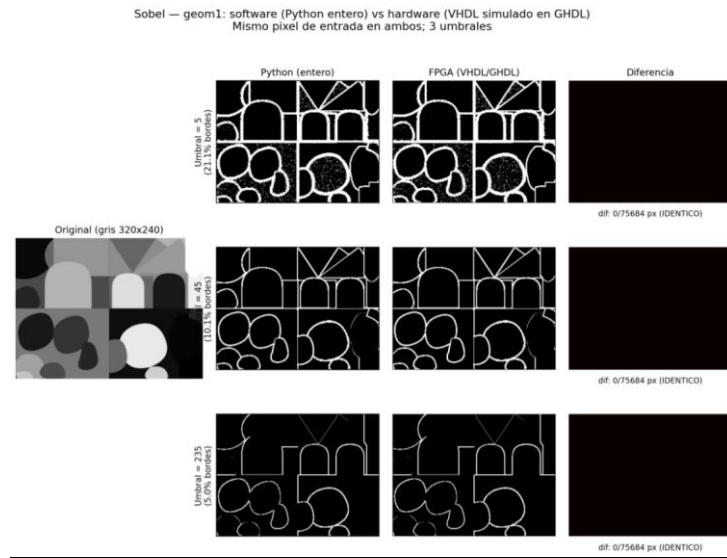 Sobel — geom1: software (Python entero) vs hardware (VHDL simulado en GHDL)
Mismo pixel de entrada en ambos; 3 umbrales
Python (entero)
FPGA (VHDL/GHDL)
Diferencia
Umbral = 5
(21.1% bordes)
dif: 0/75684 px (IDENTICO)
Original (gris 320x240)
= 45
(10.1% bordes)
dif: 0/75684 px (IDENTICO)
Umbral = 235
(5.0% bordes)
dif: 0/75684 px (IDENTICO)